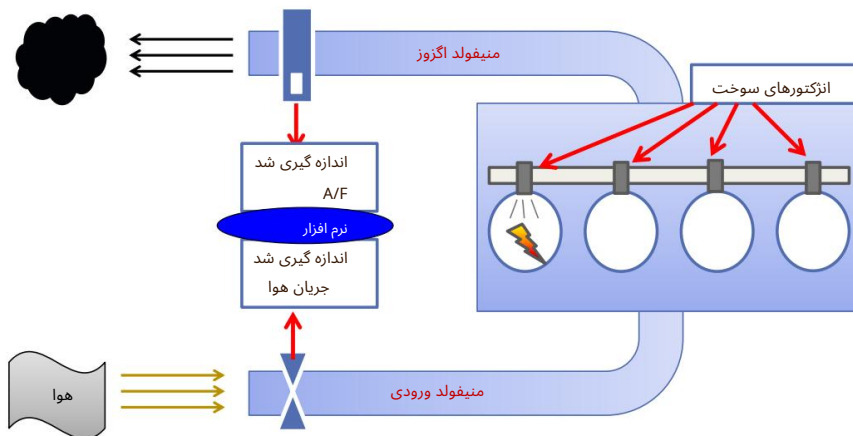 منیفولد اگزوز
انژکتورهای سوخت
اندازه گیری شد
A/F
نرم افزار
اندازه گیری شد
جریان هوا
هوا
منیفولد ورودی